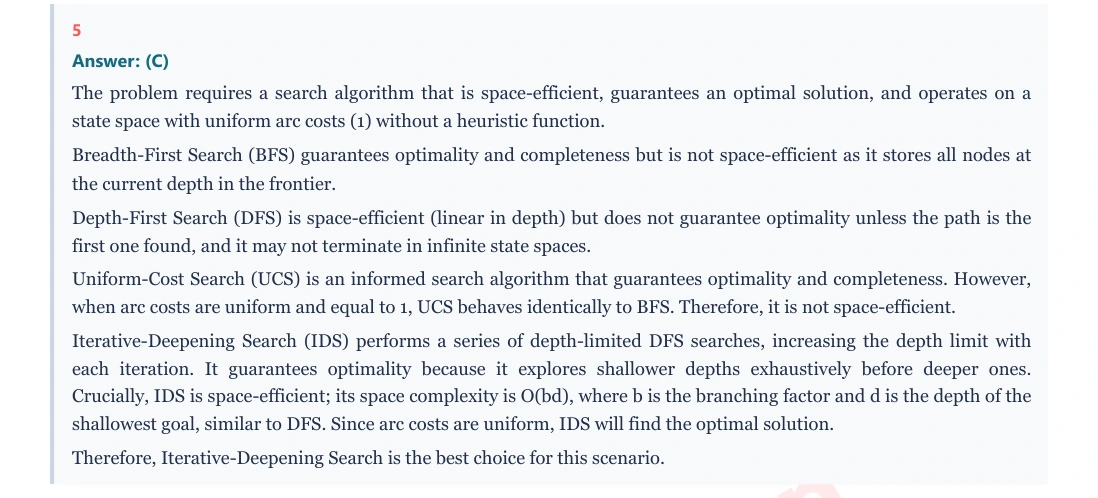 5
Answer: (C)
The problem requires a search algorithm that is space-efficient, guarantees an optimal solution, and operates on a
state space with uniform arc costs (1) without a heuristic function.
Breadth-First Search (BFS) guarantees optimality and completeness but is not space-efficient as it stores all nodes at
the current depth in the frontier.
Depth-First Search (DFS) is space-efficient (linear in depth) but does not guarantee optimality unless the path is the
first one found, and it may not terminate in infinite state spaces.
Uniform-Cost Search (UCS) is an informed search algorithm that guarantees optimality and completeness. However,
when arc costs are uniform and equal to 1, UCS behaves identically to BFS. Therefore, it is not space-efficient.
Iterative-Deepening Search (IDS) performs a series of depth-limited DFS searches, increasing the depth limit with
each iteration. It guarantees optimality because it explores shallower depths exhaustively before deeper ones.
Crucially, IDS is space-efficient; its space complexity is O(bd), where b is the branching factor and d is the depth of the
shallowest goal, similar to DFS. Since arc costs are uniform, IDS will find the optimal solution.
Therefore, Iterative-Deepening Search is the best choice for this scenario.